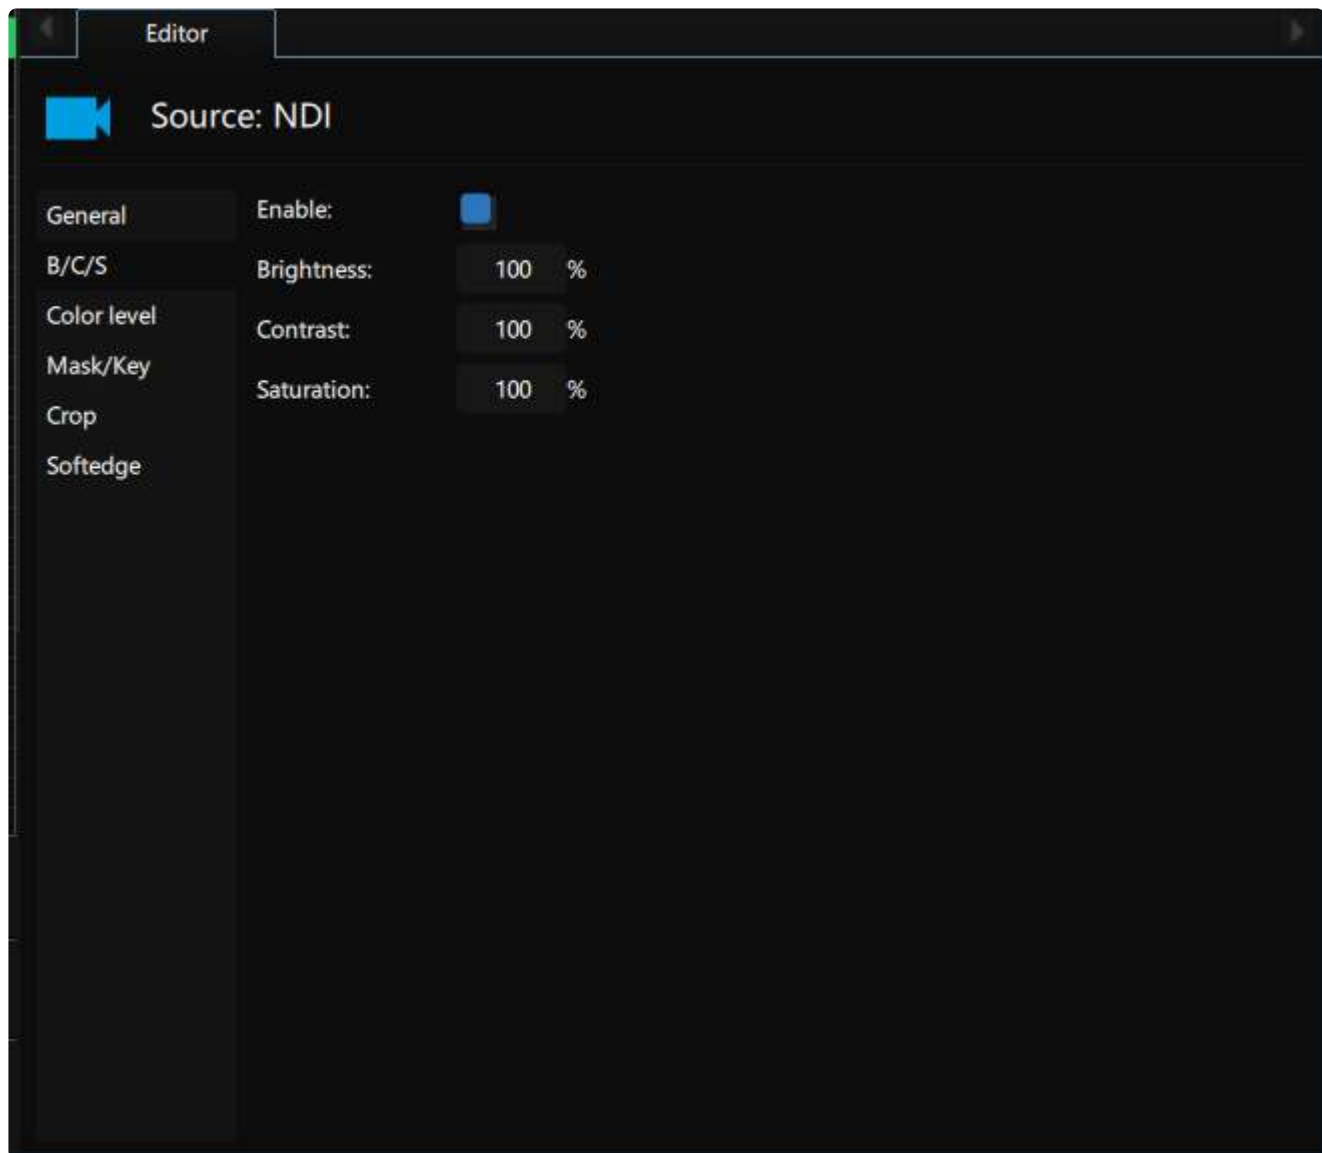 Editor
Source: NDI
General
B/C/S
Color level
Mask/Key
Crop
Softedge
Enable:
Brightness: 100 %
Contrast: 100 %
Saturation: 100 %